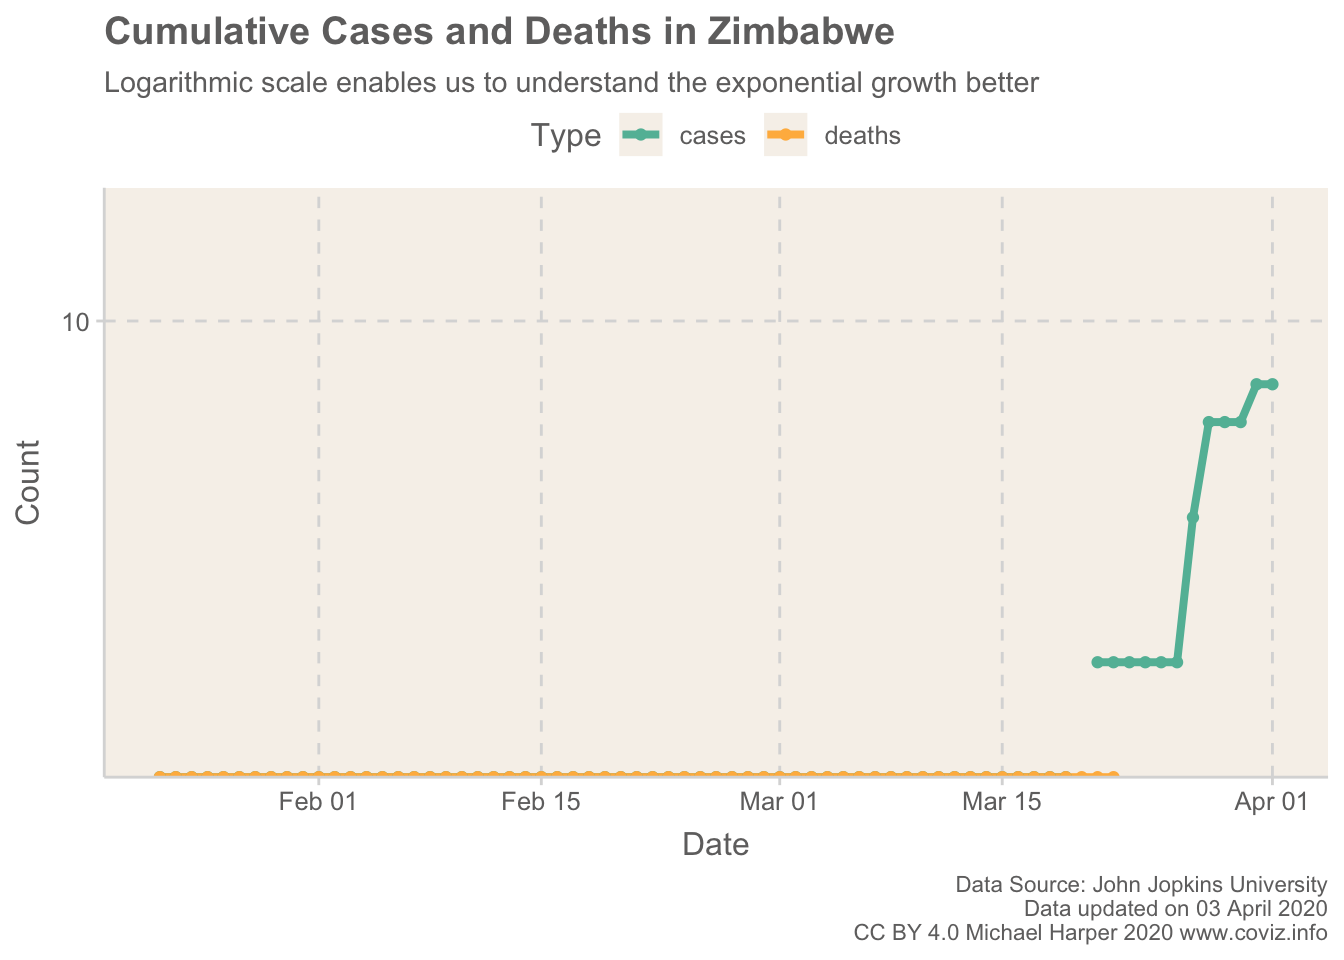 Cumulative Cases and Deaths in Zimbabwe
Logarithmic scale enables us to understand the exponential growth better
Type cases deaths
10
Count
Feb 01 Feb 15 Mar 01 Mar 15 Apr 01
Date
Data Source: John Jopkins University
Data updated on 03 April 2020
CC BY 4.0 Michael Harper 2020 www.coviz.info